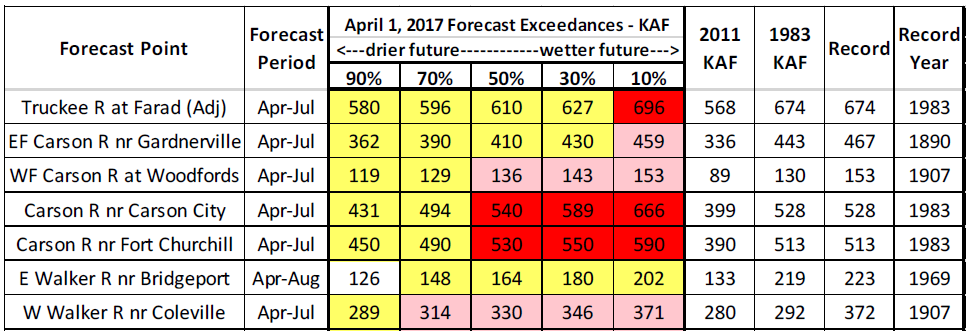 Forecast Point Forecast Period April 1, 2017 Forecast Exceedances - KAF 2011 KAF 1983 KAF Record Record Year
<---drier future------------wetter future--->
90% 70% 50% 30% 10%
Truckee R at Farad (Adj) Apr-Jul 580 596 610 627 696 568 674 674 1983
EF Carson R nr Gardnerville Apr-Jul 362 390 410 430 459 336 443 467 1890
WF Carson R at Woodfords Apr-Jul 119 129 136 143 153 89 130 153 1907
Carson R nr Carson City Apr-Jul 431 494 540 589 666 399 528 528 1983
Carson R nr Fort Churchill Apr-Jul 450 490 530 550 590 390 513 513 1983
E Walker R nr Bridgeport Apr-Aug 126 148 164 180 202 133 219 223 1969
W Walker R nr Coleville Apr-Jul 289 314 330 346 371 280 292 372 1907